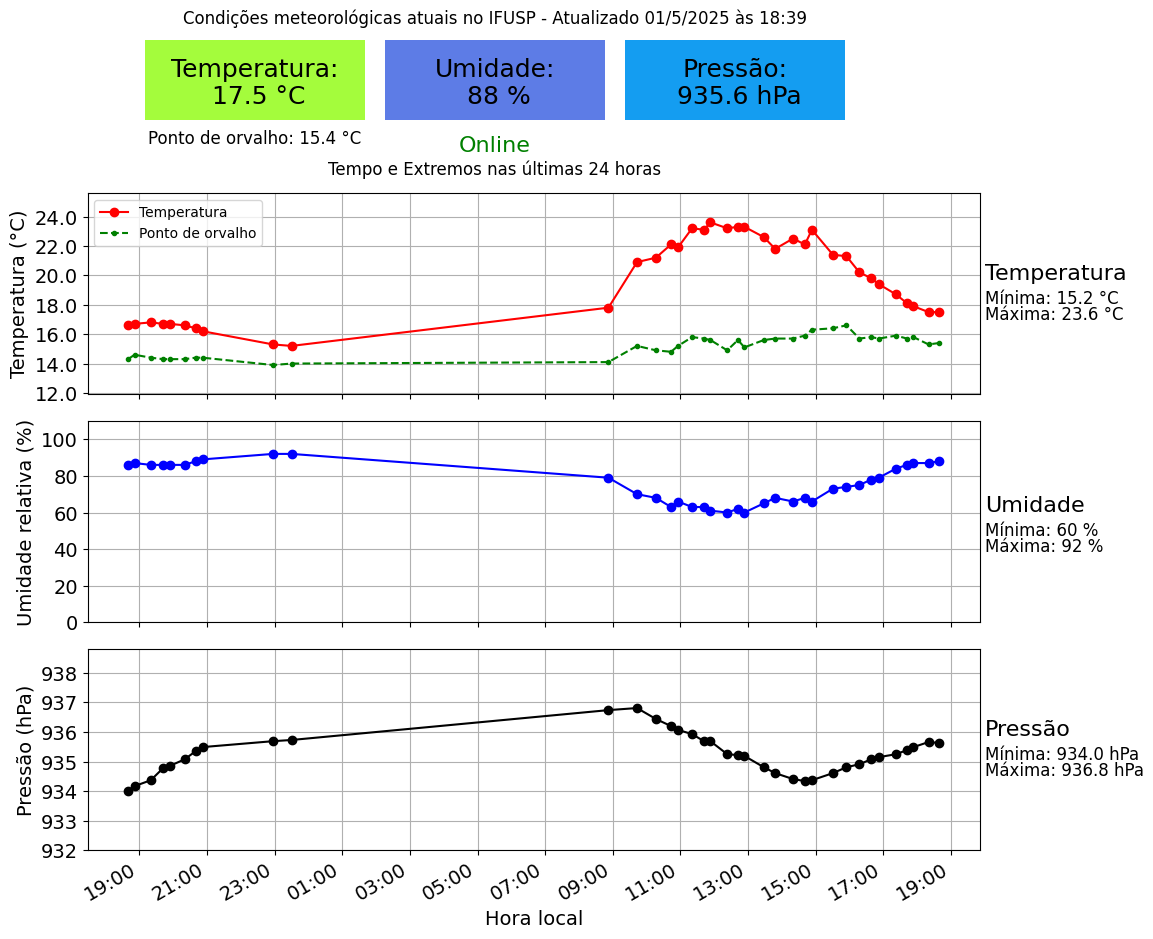 Condições meteorológicas atuais no IFUSP - Atualizado 01/5/2025 às 18:39
Temperatura:
17.5 °C
Umidade:
88 %
Pressão:
935.6 hPa
Ponto de orvalho: 15.4 °C
Online
Tempo e Extremos nas últimas 24 horas
Temperatura (°C)
24.0
22.0
20.0
18.0
16.0
14.0
12.0
Temperatura
Ponto de orvalho
Temperatura
Mínima: 15.2 °C
Máxima: 23.6 °C
Umidade relativa (%)
100
80
60
40
20
0
Umidade
Mínima: 60 %
Máxima: 92 %
Pressão (hPa)
938
937
936
935
934
933
932
Pressão
Mínima: 934.0 hPa
Máxima: 936.8 hPa
19:00 21:00 23:00 01:00 03:00 05:00 07:00 09:00 11:00 13:00 15:00 17:00 19:00
Hora local